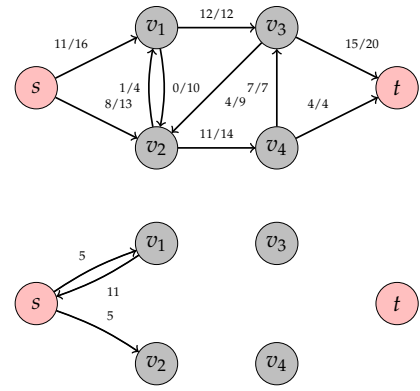 12/12
v1 v3
11/16 15/20
s 1/4 0/10 7/7 t
8/13 4/9 4/4
v2 11/14 v4
v1 v3
5
s 11 t
5
v2 v4